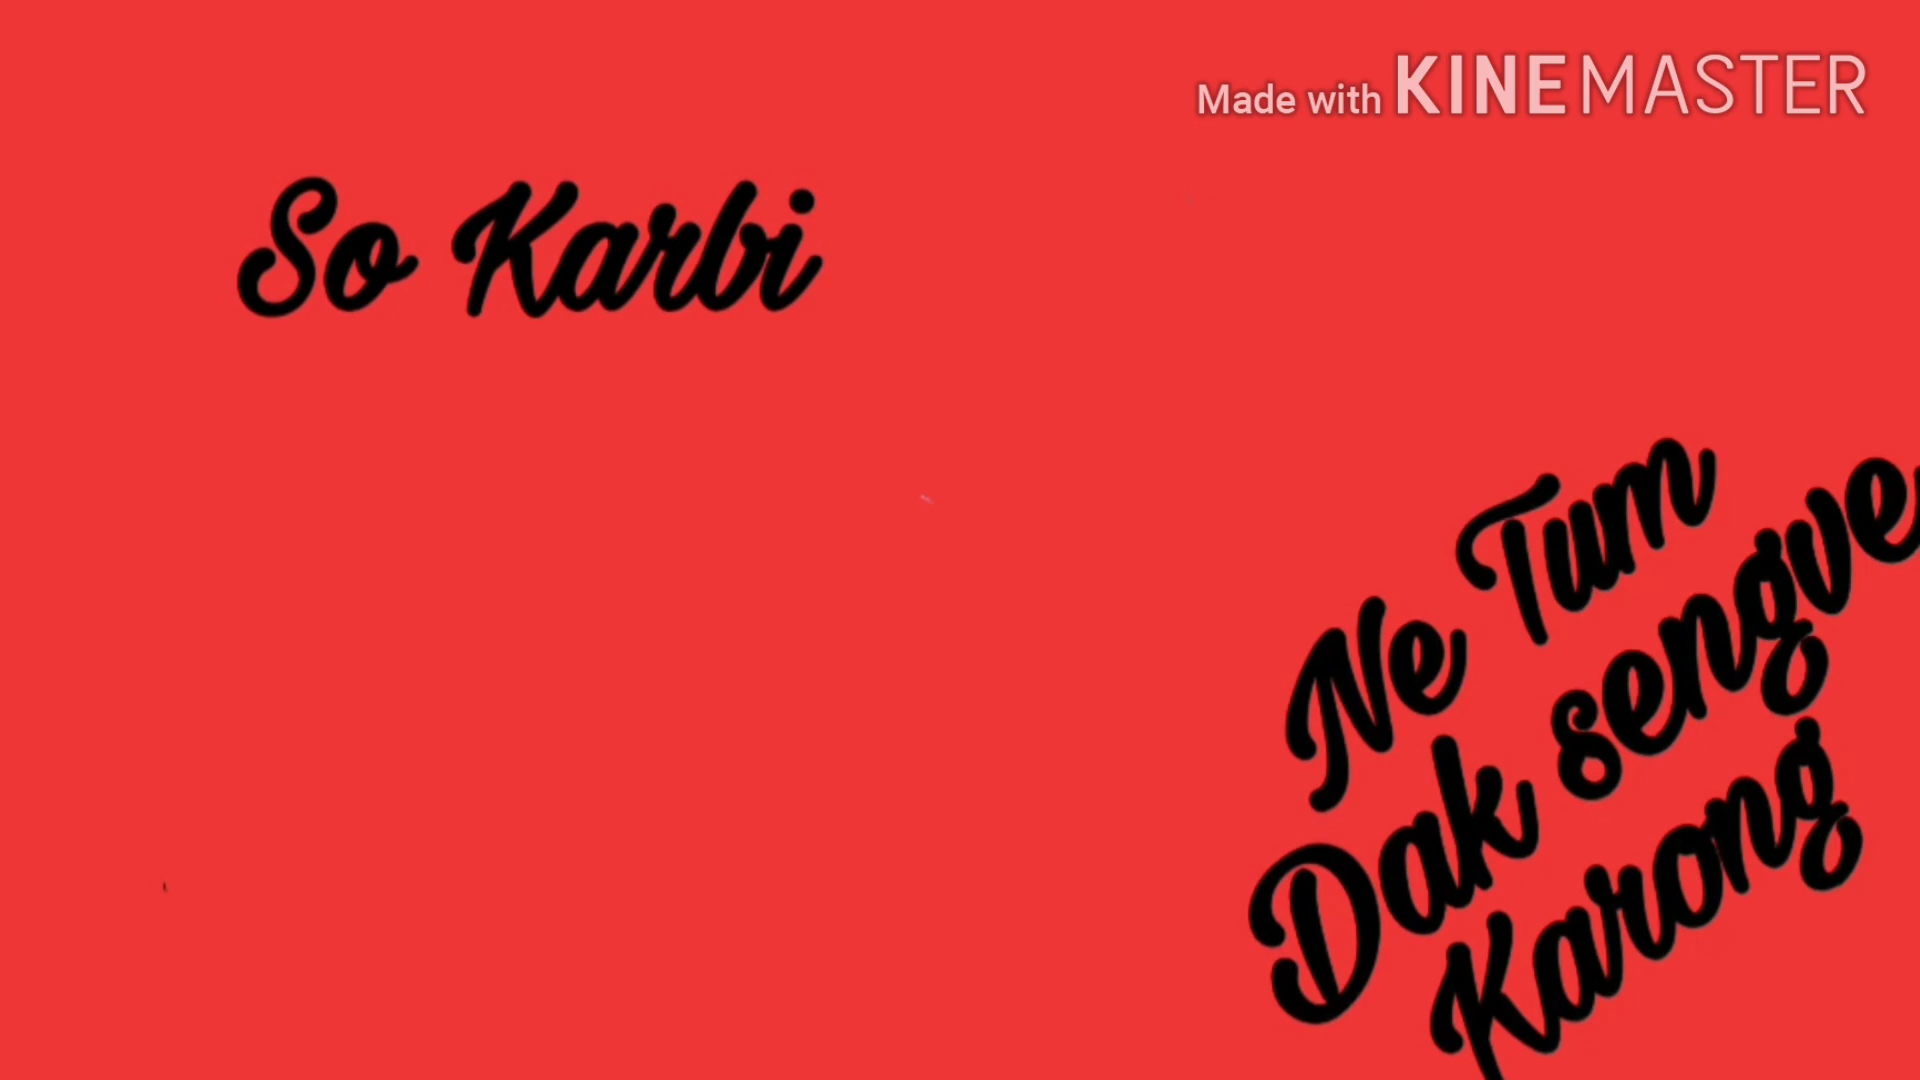 Made with KINEMASTER
So Karbi
Ne Tum
Dak sengve
Karong